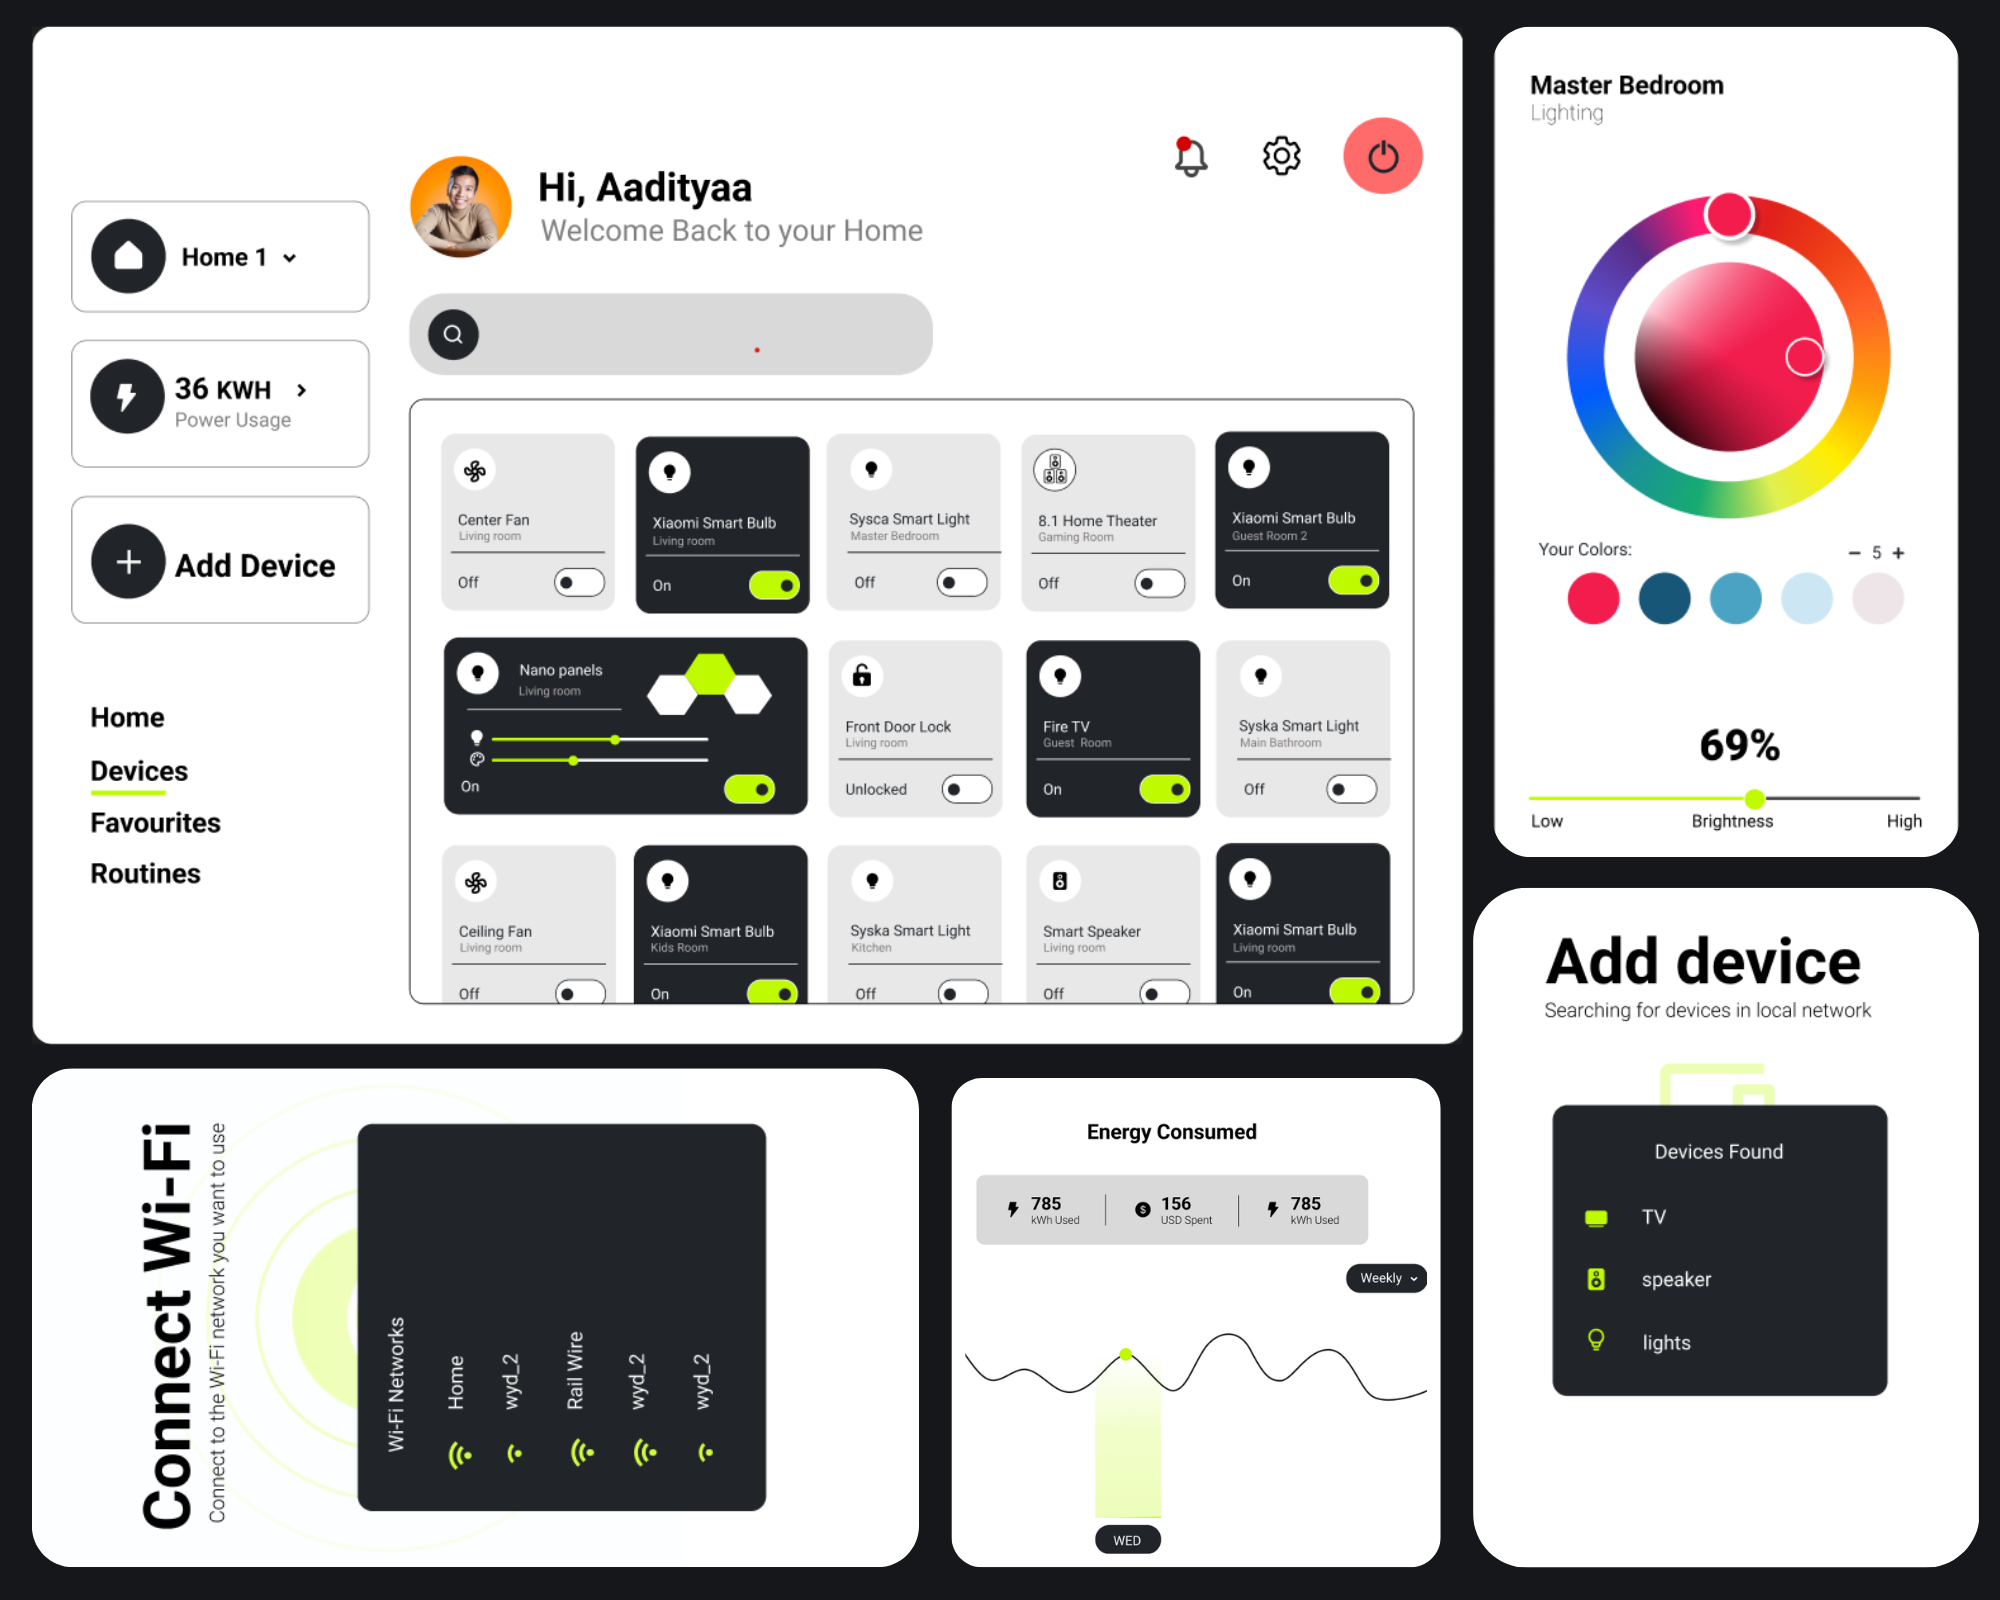 Hi, Aadityaa
Welcome Back to your Home
Home 1
36 KWH
Power Usage
Add Device
Home
Devices
Favourites
Routines
Center Fan
Living room
Off
Xiaomi Smart Bulb
Living room
On
Sysca Smart Light
Master Bedroom
Off
8.1 Home Theater
Gaming Room
Off
Xiaomi Smart Bulb
Guest Room 2
On
Nano panels
Living room
On
Front Door Lock
Living room
Unlocked
Fire TV
Guest Room
On
Syska Smart Light
Main Bathroom
Off
Ceiling Fan
Living room
Off
Xiaomi Smart Bulb
Kids Room
On
Syska Smart Light
Kitchen
Off
Smart Speaker
Living room
Off
Xiaomi Smart Bulb
Living room
On
Master Bedroom
Lighting
Your Colors:
5
69%
Low
Brightness
High
Connect Wi-Fi
Connect to the Wi-Fi network you want to use
Wi-Fi Networks
Home
wyd_2
Rail Wire
wyd_2
wyd_2
Energy Consumed
785
kWh Used
156
USD Spent
785
kWh Used
Weekly
WED
Add device
Searching for devices in local network
Devices Found
TV
speaker
lights